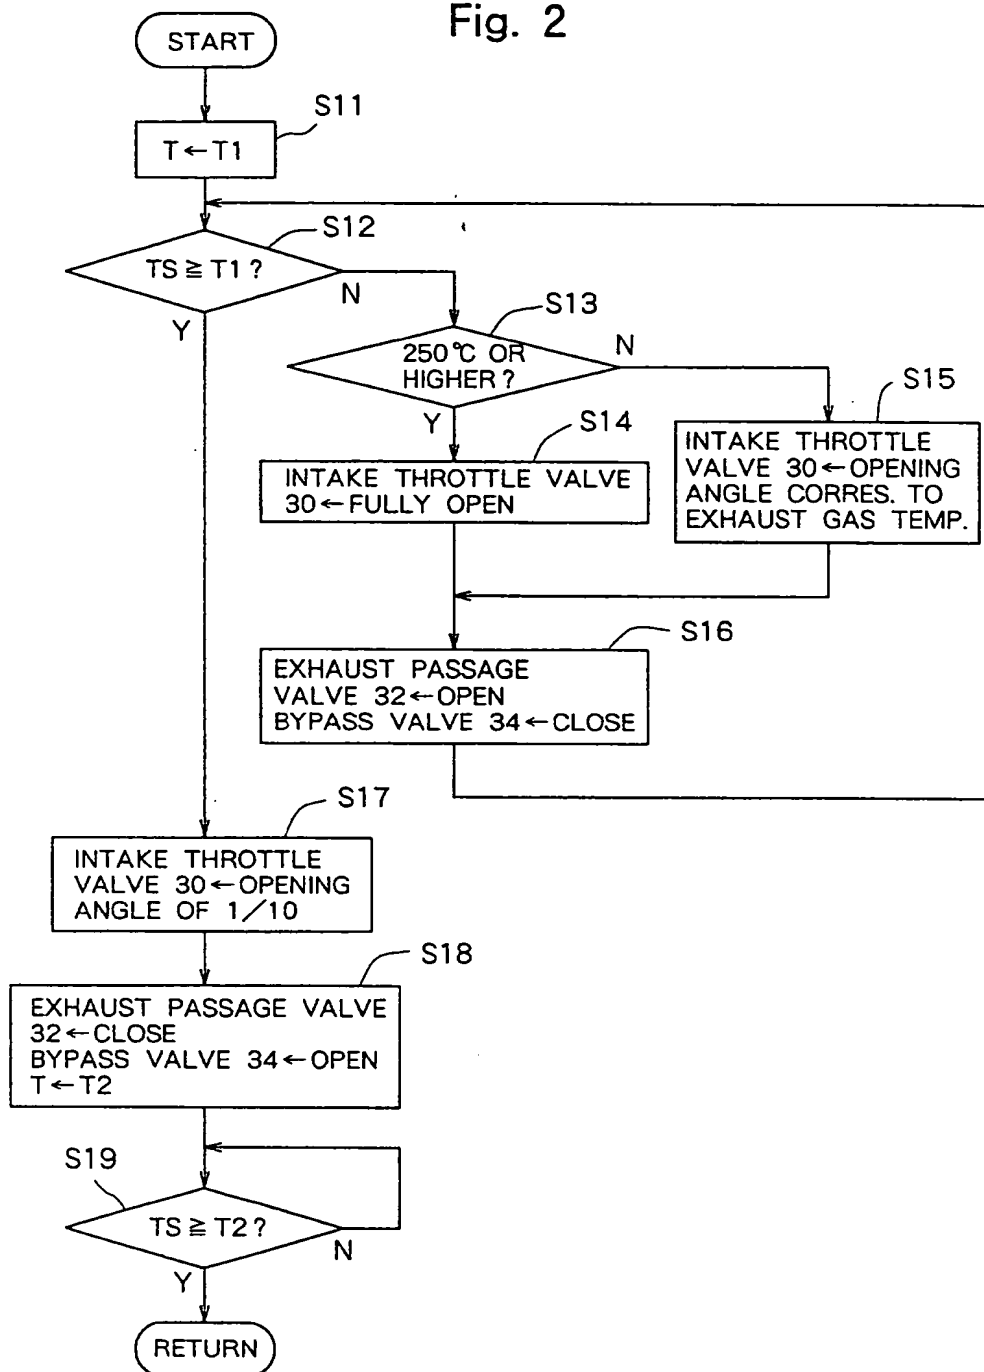 Fig. 2
START
S11
T←T1
S12
TS≧T1?
N
Y
S13
250℃ OR
HIGHER?
N
Y
S14
INTAKE THROTTLE VALVE
30←FULLY OPEN
S15
INTAKE THROTTLE
VALVE 30←OPENING
ANGLE CORRES. TO
EXHAUST GAS TEMP.
S16
EXHAUST PASSAGE
VALVE 32←OPEN
BYPASS VALVE 34←CLOSE
S17
INTAKE THROTTLE
VALVE 30←OPENING
ANGLE OF 1/10
S18
EXHAUST PASSAGE VALVE
32←CLOSE
BYPASS VALVE 34←OPEN
T←T2
S19
TS≧T2?
N
Y
RETURN